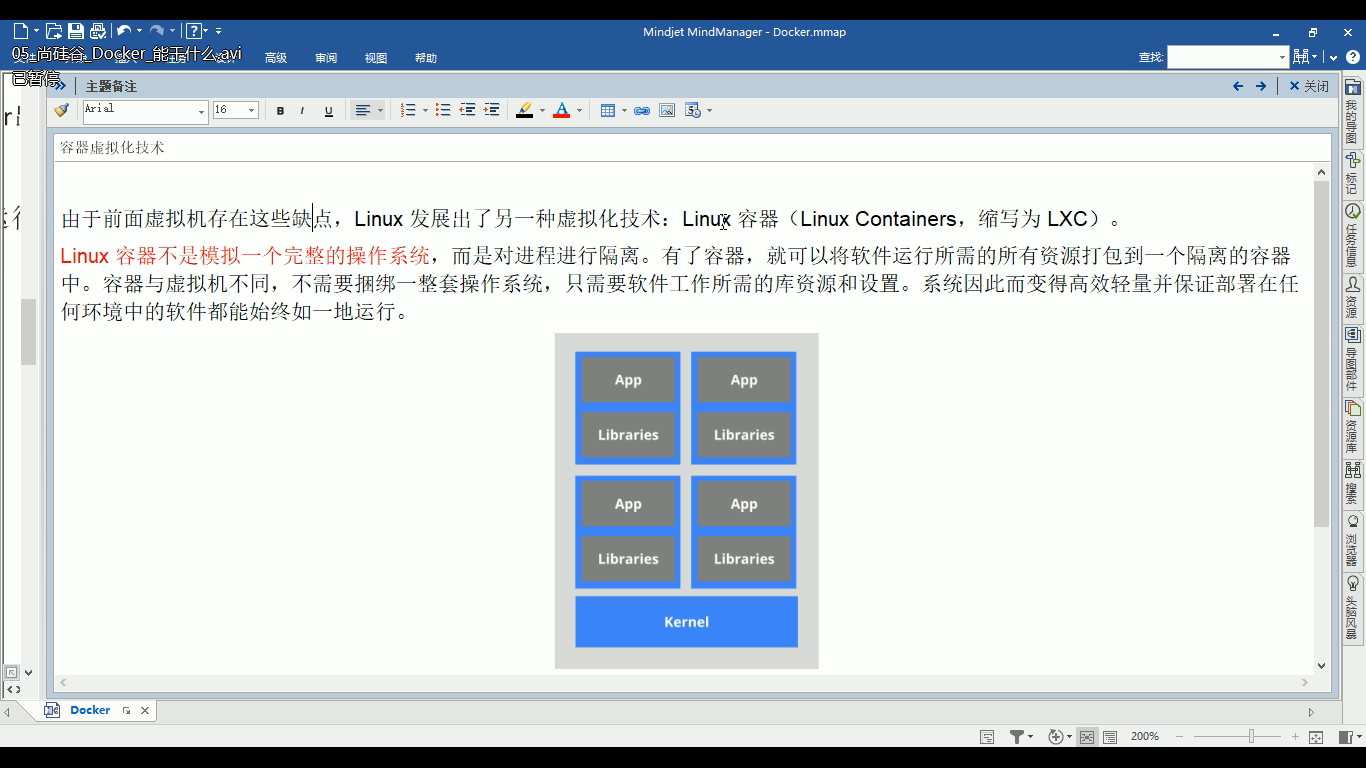 Mindjet MindManager - Docker.mmap
05_尚硅谷_Docker_能干什么.avi
高级 审阅 视图 帮助
查找:
已暂停
主题备注
关闭
Arial 16 B I U
容器虚拟化技术
由于前面虚拟机存在这些缺点，Linux 发展出了另一种虚拟化技术：Linux 容器（Linux Containers，缩写为 LXC）。
Linux 容器不是模拟一个完整的操作系统，而是对进程进行隔离。有了容器，就可以将软件运行所需的所有资源打包到一个隔离的容器
中。容器与虚拟机不同，不需要捆绑一整套操作系统，只需要软件工作所需的库资源和设置。系统因此而变得高效轻量并保证部署在任
何环境中的软件都能始终如一地运行。
App App
Libraries Libraries
App App
Libraries Libraries
Kernel
我的导图
标记
任务信息
资源
导图部件
资源库
搜索
浏览器
头脑风暴
Docker
200%